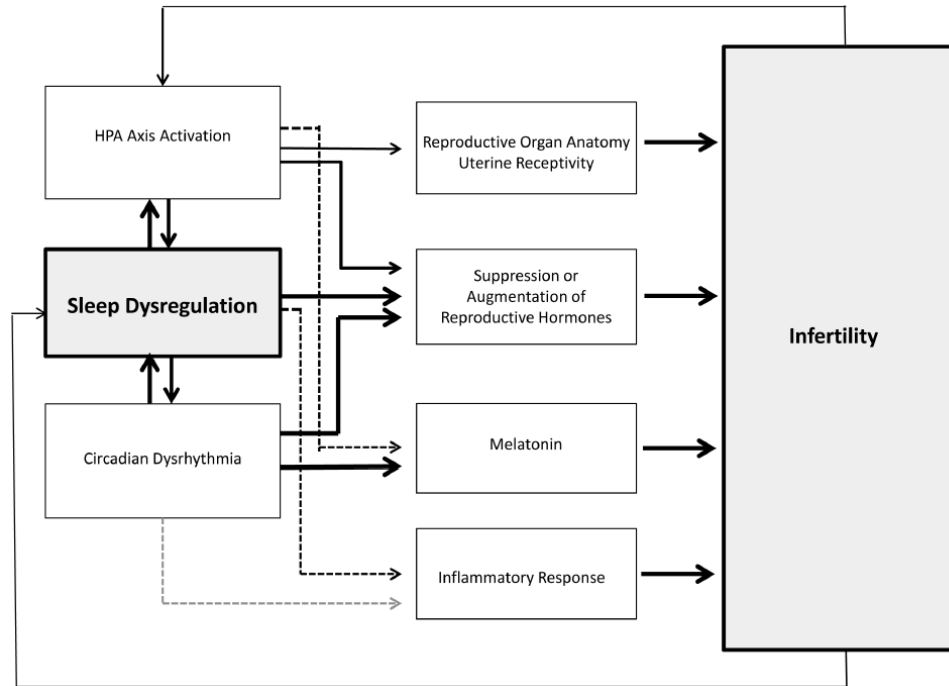 HPA Axis Activation
Reproductive Organ Anatomy
Uterine Receptivity
Sleep Dysregulation
Suppression or
Augmentation of
Reproductive Hormones
Infertility
Circadian Dysrhythmia
Melatonin
Inflammatory Response